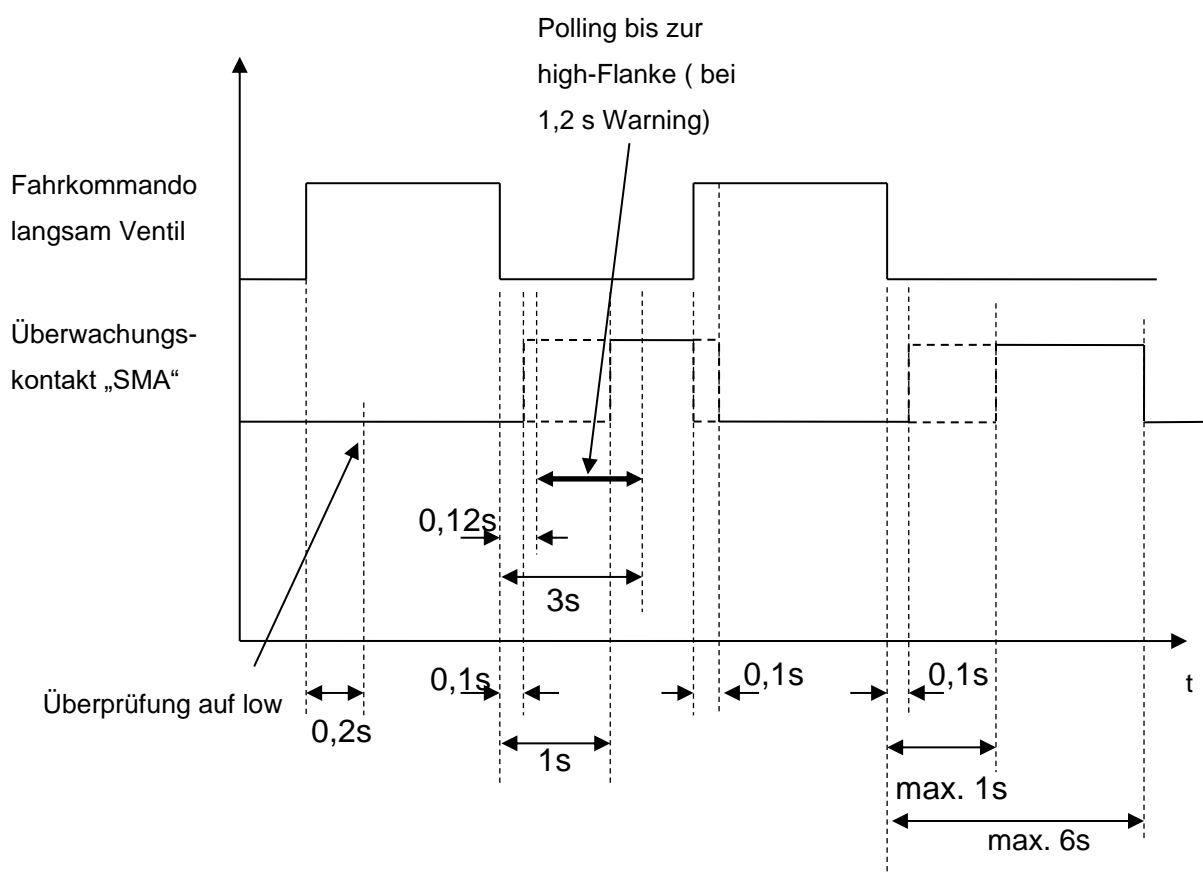 Polling bis zur
high-Flanke ( bei
1,2 s Warning)
Fahrkommando
langsam Ventil
Überwachungs-
kontakt „SMA“
0,12s
3s
0,1s
0,1s
0,1s
t
Überprüfung auf low
0,2s
1s
max. 1s
max. 6s